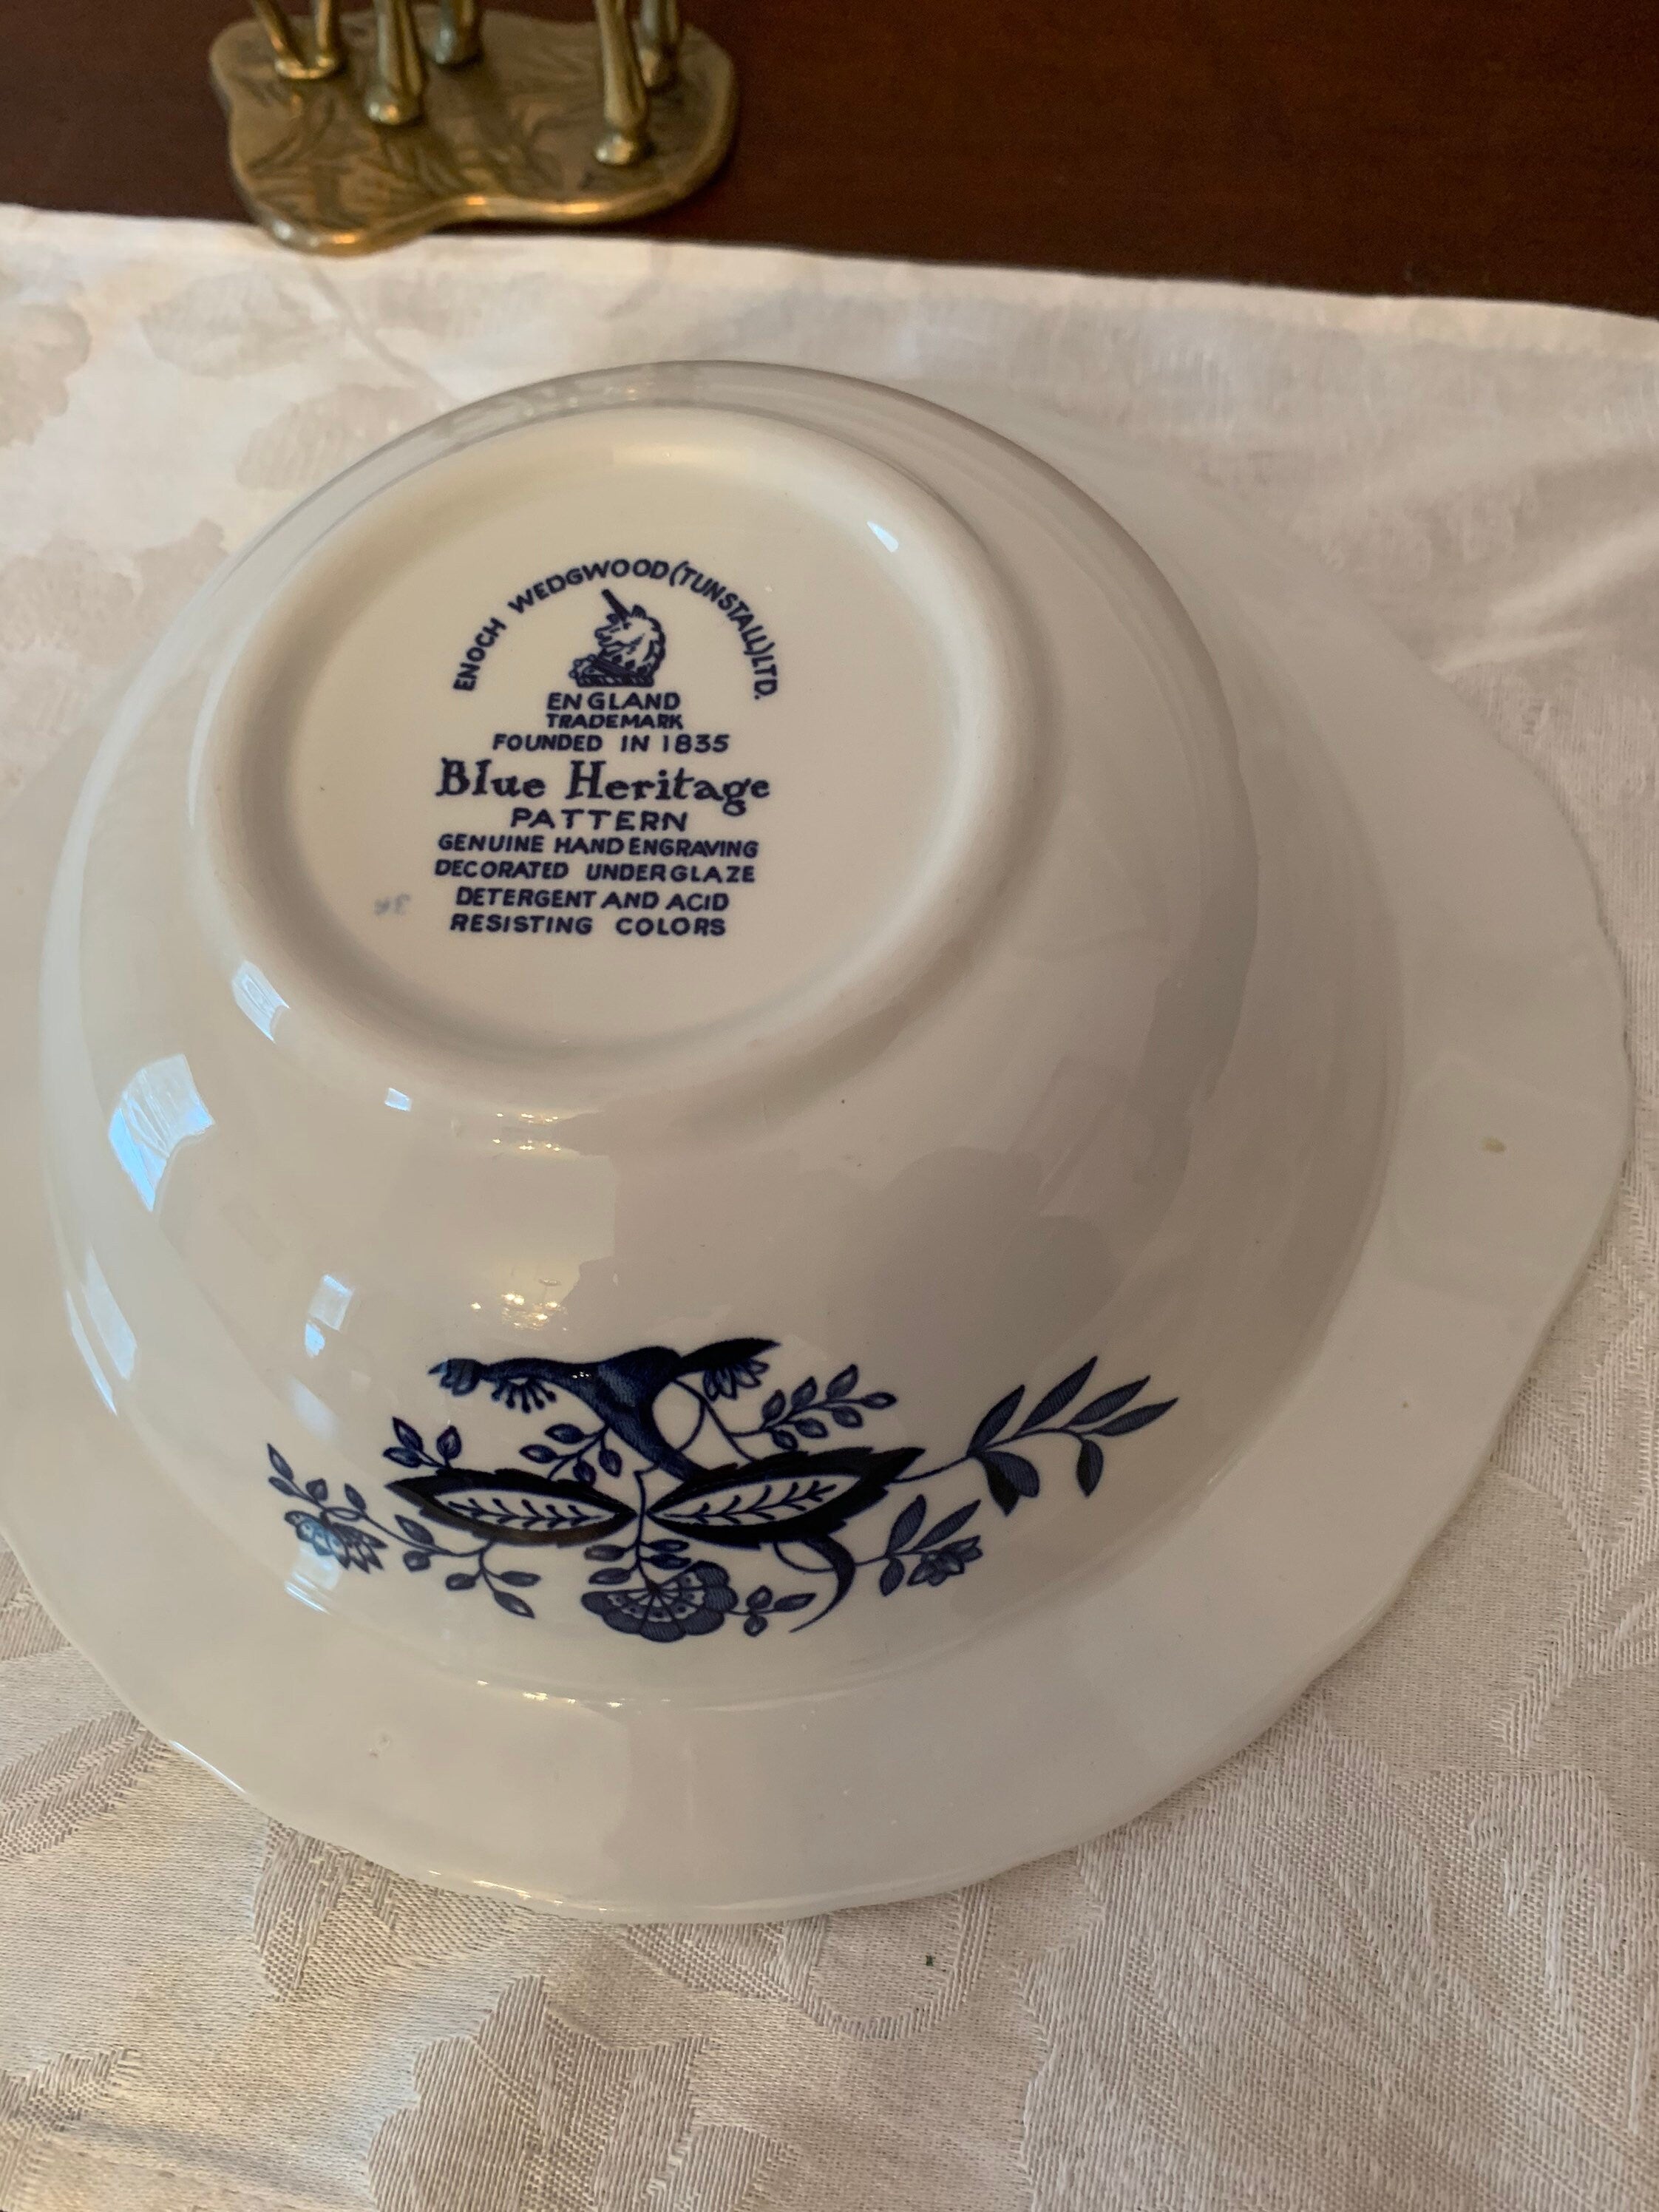 ENOCH WEDGWOOD (TUNSTALL) LTD.
ENGLAND
TRADEMARK
FOUNDED IN 1835
Blue Heritage
PATTERN
GENUINE HAND ENGRAVING
DECORATED UNDERGLAZE
DETERGENT AND ACID
RESISTING COLORS